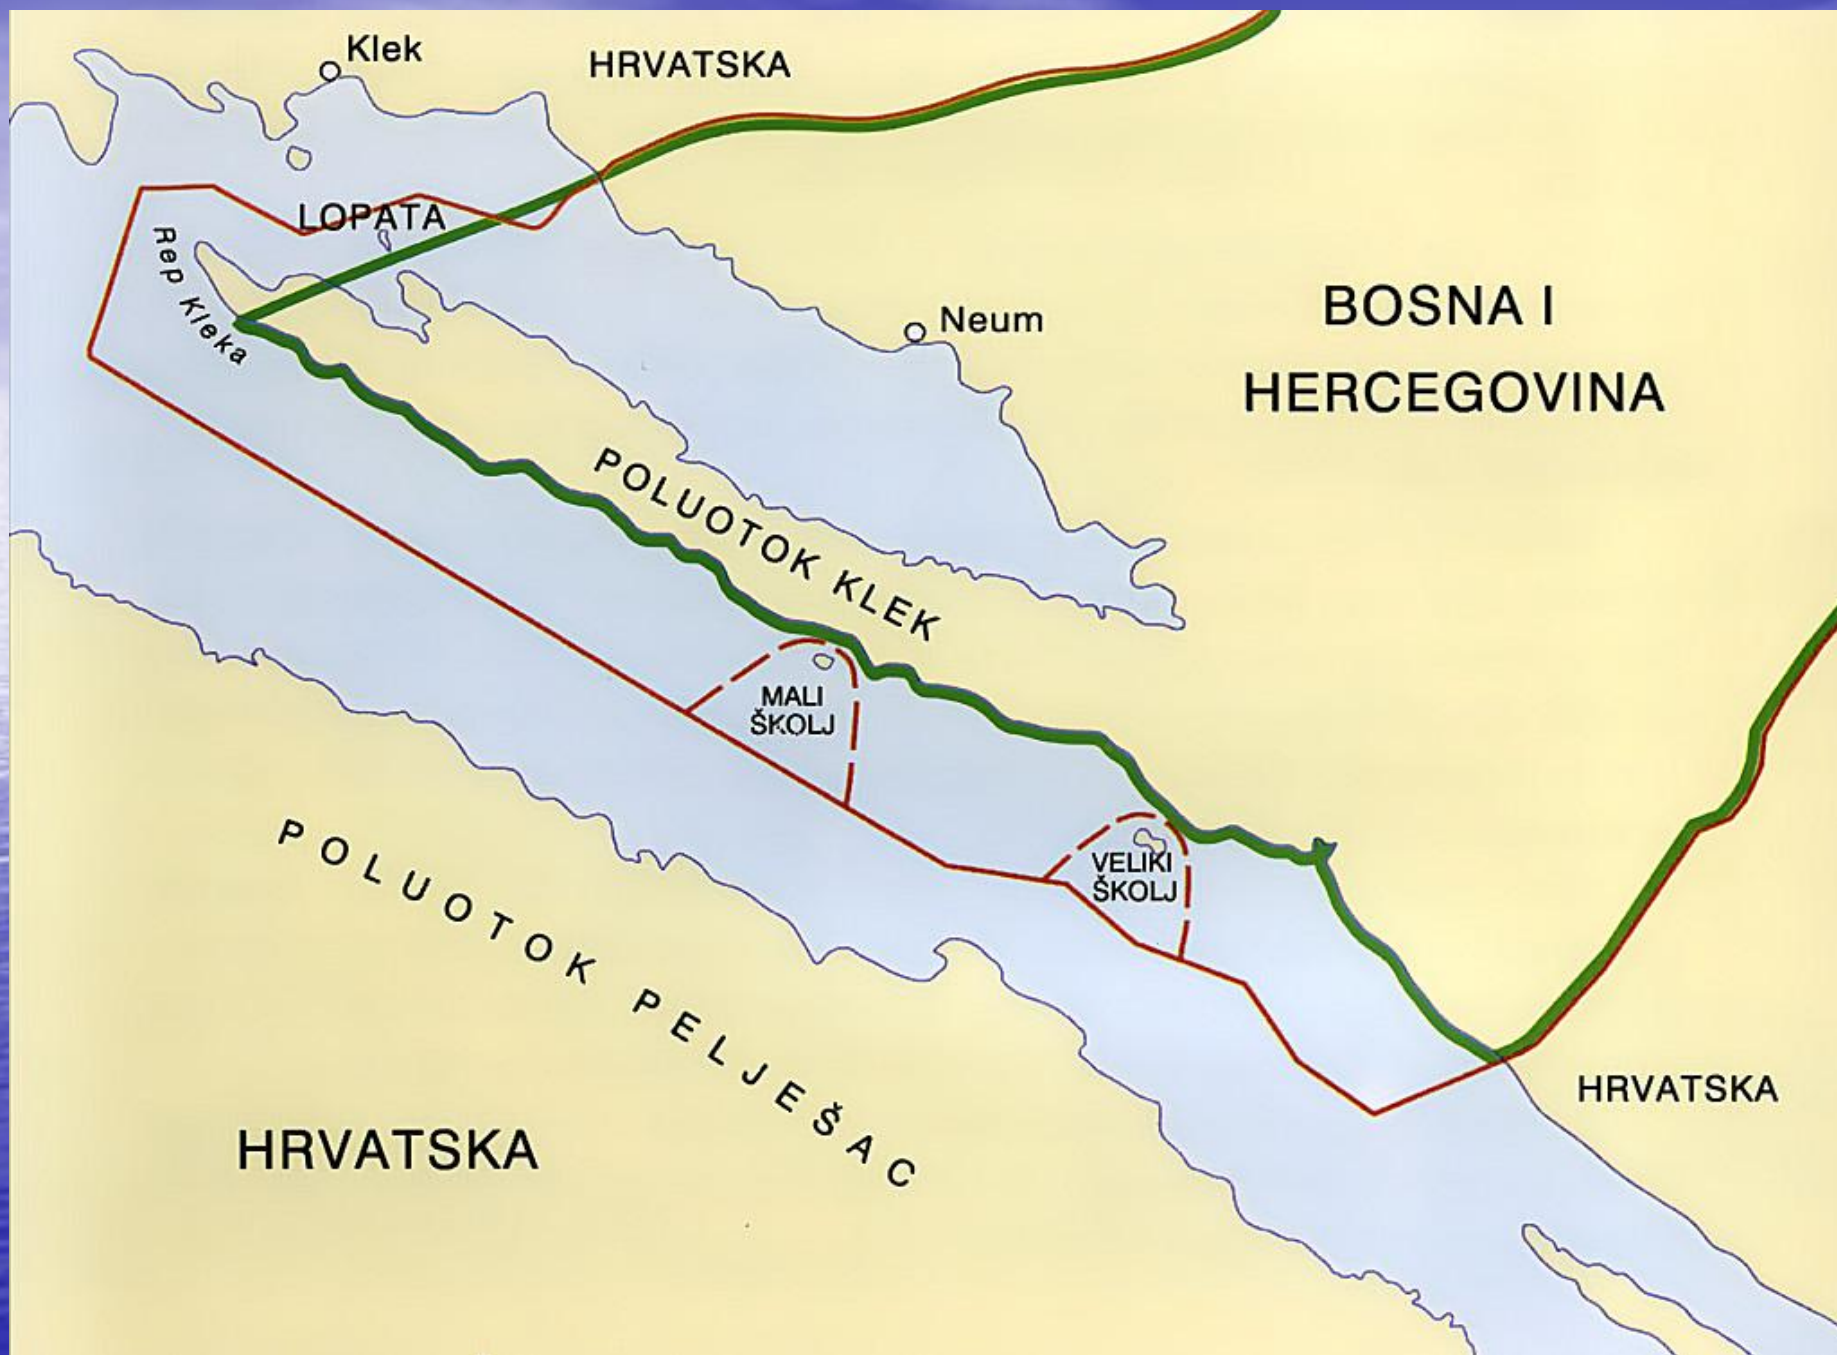 Klek
HRVATSKA
LOPATA
Rep Kleka
Neum
BOSNA I
HERCEGOVINA
POLUOTOK KLEK
MALI
ŠKOLJ
VELIKI
ŠKOLJ
POLUOTOK PELJEŠAC
HRVATSKA
HRVATSKA